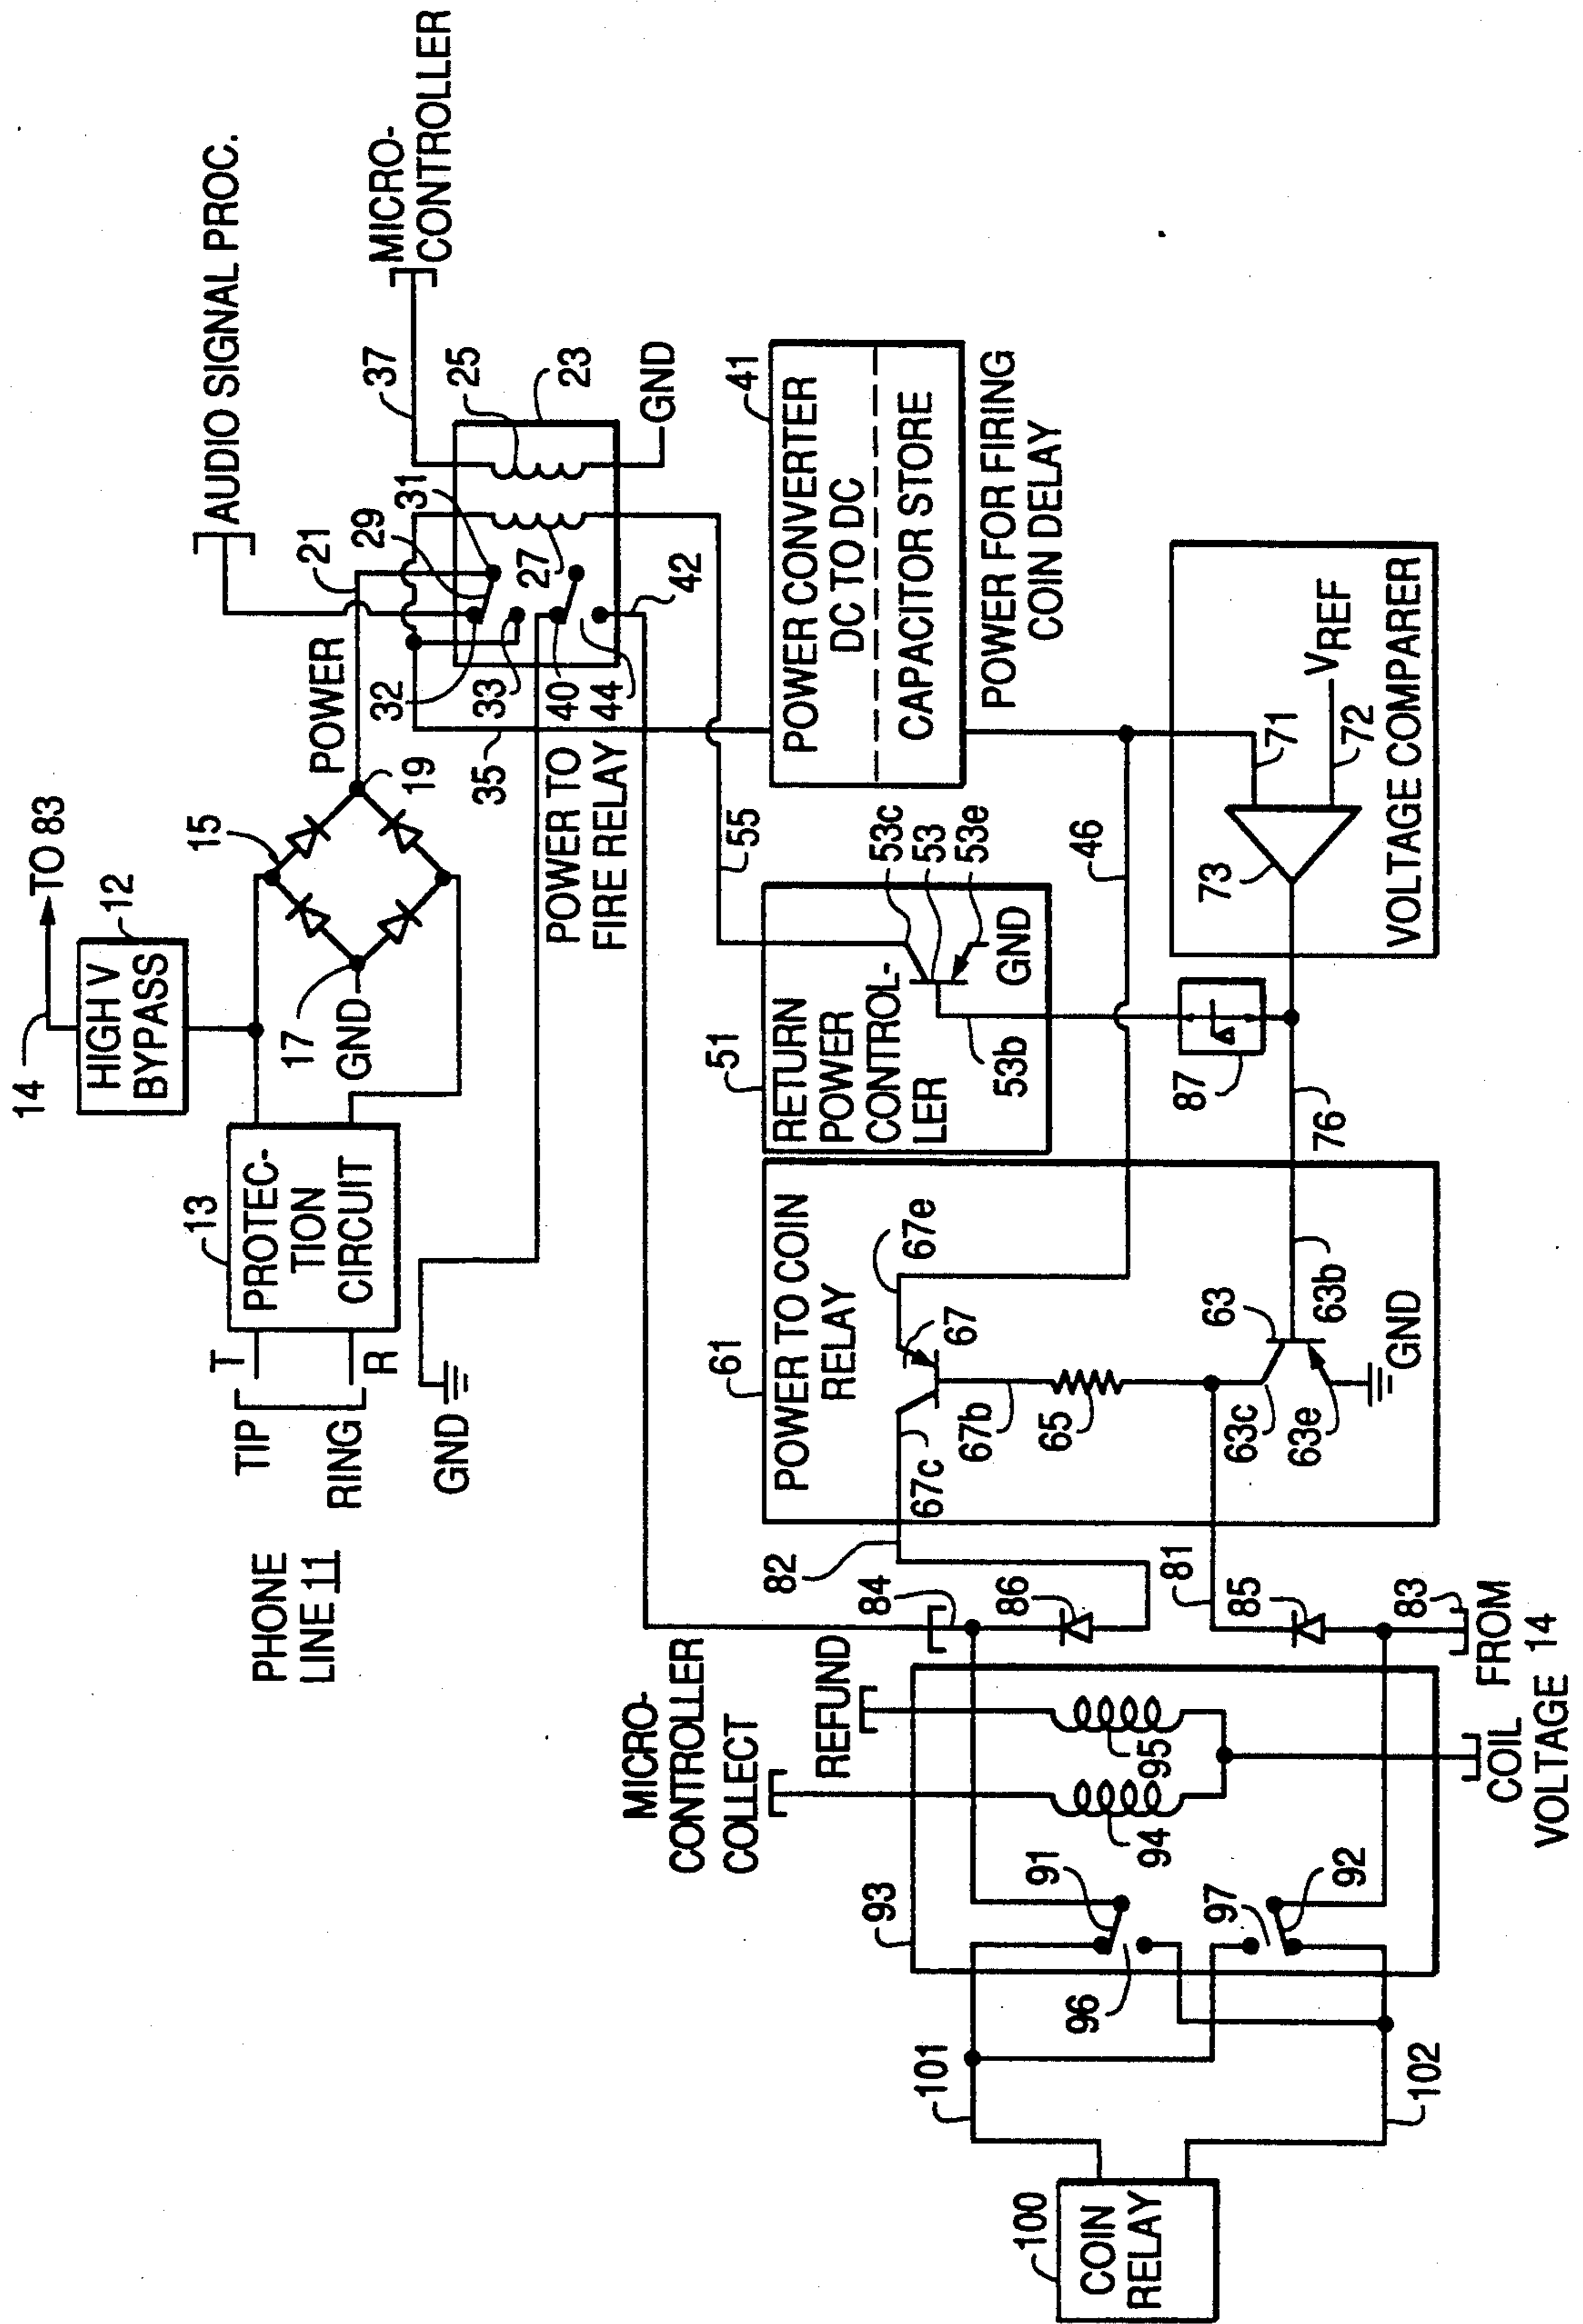 PHONE
LINE 11
TIP
T
RING
R
13
PROTEC-
TION
CIRCUIT
14
TO 83
HIGH V
BYPASS
12
15
17
GND
19
POWER
21
AUDIO SIGNAL PROC.
MICRO-
CONTROLLER
37
25
23
GND
29
31
27
32
33
40
44
42
35
GND
POWER TO
FIRE RELAY
41
POWER CONVERTER
DC TO DC
CAPACITOR STORE
POWER FOR FIRING
COIN DELAY
55
51
RETURN
POWER
CONTROL-
LER
53c
53
53e
GND
53b
46
71
72
VREF
73
VOLTAGE COMPARER
87
76
61
POWER TO COIN
RELAY
67e
67
67b
67c
65
63
63b
63c
63e
GND
82
84
86
81
85
83
FROM
VOLTAGE 14
MICRO-
CONTROLLER
COLLECT
REFUND
95
94
COIL
93
91
92
96
97
101
102
100
COIN
RELAY